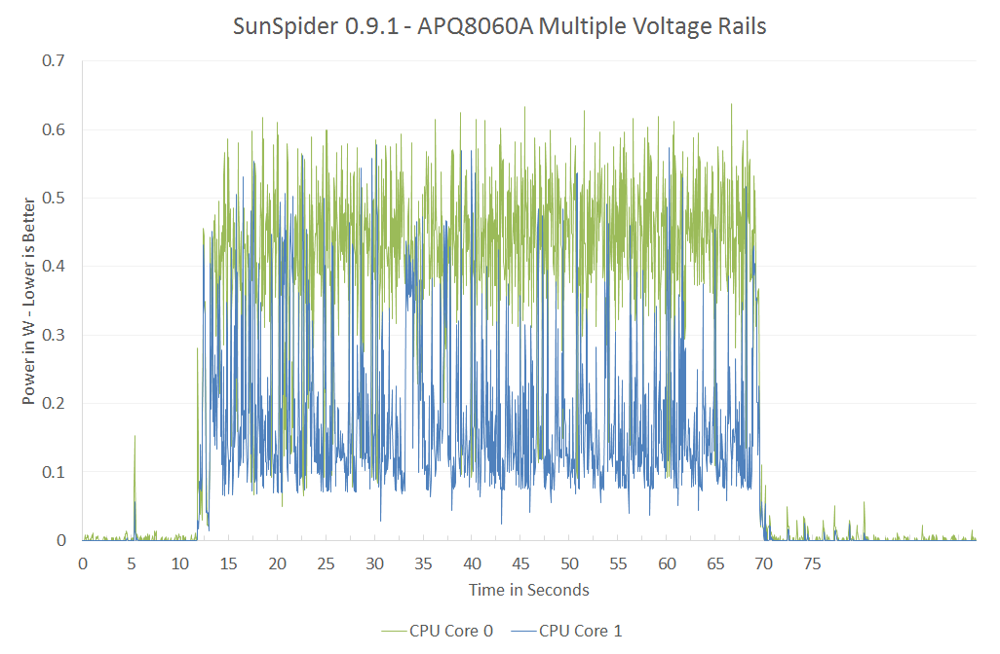 SunSpider 0.9.1 - APQ8060A Multiple Voltage Rails
0.7
0.6
0.5
0.4
0.3
0.2
0.1
0
Power in W - Lower is Better
0 5 10 15 20 25 30 35 40 45 50 55 60 65 70 75
Time in Seconds
CPU Core 0 CPU Core 1